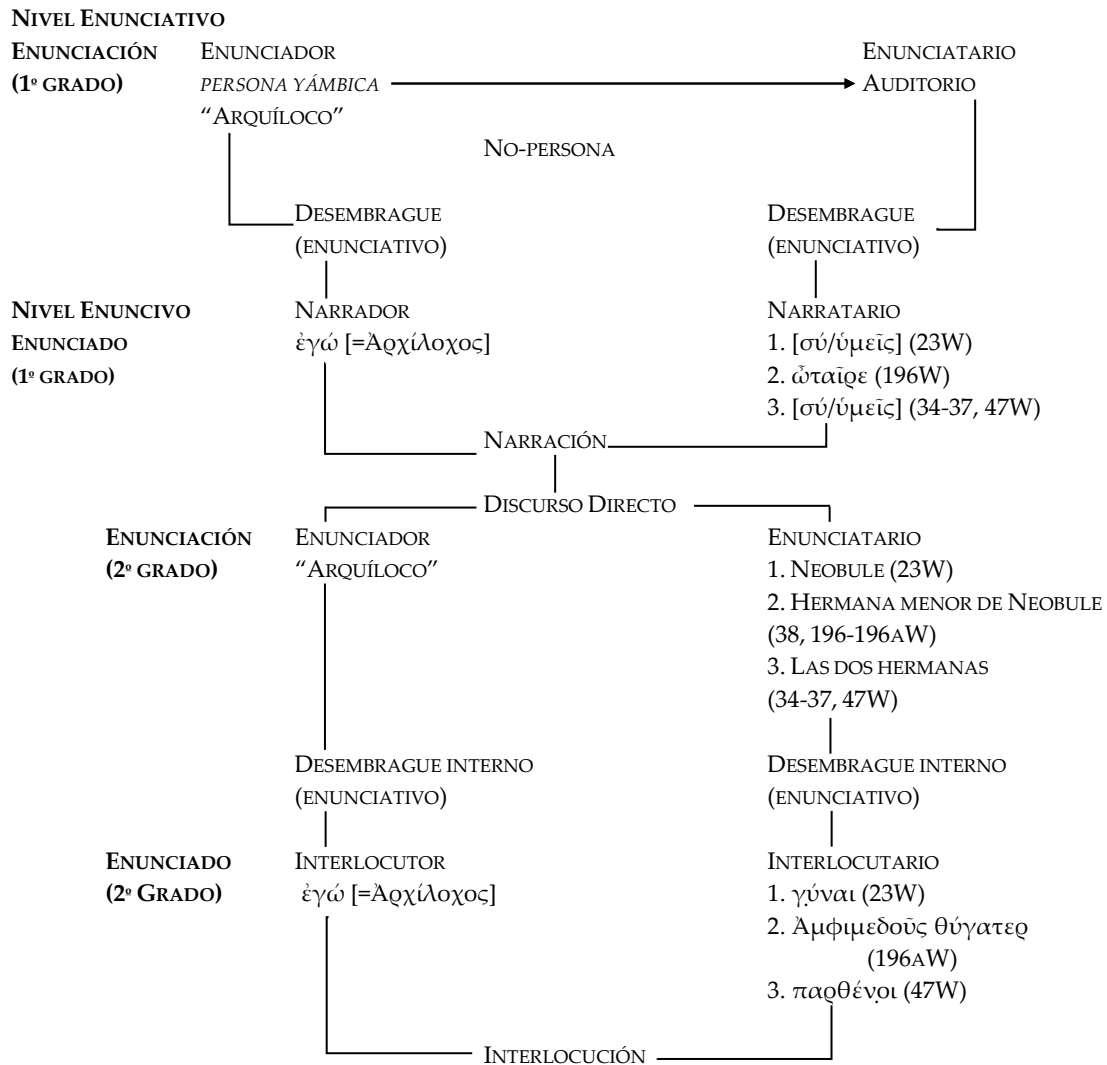 NIVEL ENUNCIATIVO
ENUNCIACIÓN ENUNCIADOR ENUNCIATARIO
(1º GRADO) PERSONA YÁMBICA AUDITORIO
"ARQUÍLOCO"
NO-PERSONA
DESEMBRAGUE DESEMBRAGUE
(ENUNCIATIVO) (ENUNCIATIVO)
NIVEL ENUNCIVO NARRADOR NARRATARIO
ENUNCIADO ἐγώ [=Ἀρχίλοχος] 1. [σύ/ὑμεῖς] (23W)
(1º GRADO) 2. ὦταῖρε (196W)
3. [σύ/ὑμεῖς] (34-37, 47W)
NARRACIÓN
DISCURSO DIRECTO
ENUNCIACIÓN ENUNCIADOR ENUNCIATARIO
(2º GRADO) "ARQUÍLOCO" 1. NEOBULE (23W)
2. HERMANA MENOR DE NEOBULE
(38, 196-196AW)
3. LAS DOS HERMANAS
(34-37, 47W)
DESEMBRAGUE INTERNO DESEMBRAGUE INTERNO
(ENUNCIATIVO) (ENUNCIATIVO)
ENUNCIADO INTERLOCUTOR INTERLOCUTARIO
(2º GRADO) ἐγώ [=Ἀρχίλοχος] 1. γύ̣ναι (23W)
2. Ἀμφιμεδοῦς θύγατερ
(196AW)
3. παρθέν̣οι (47W)
INTERLOCUCIÓN